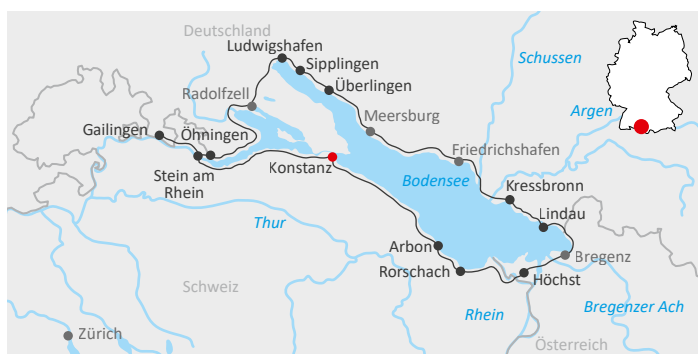 Deutschland
Ludwigshafen
Sipplingen
Schussen
Überlingen
Radolfzell
Meersburg
Argen
Gailingen
Öhningen
Friedrichshafen
Stein am
Rhein
Konstanz
Bodensee
Kressbronn
Lindau
Thur
Arbon
Bregenz
Rorschach
Höchst
Schweiz
Rhein
Bregenzer Ach
Zürich
Österreich